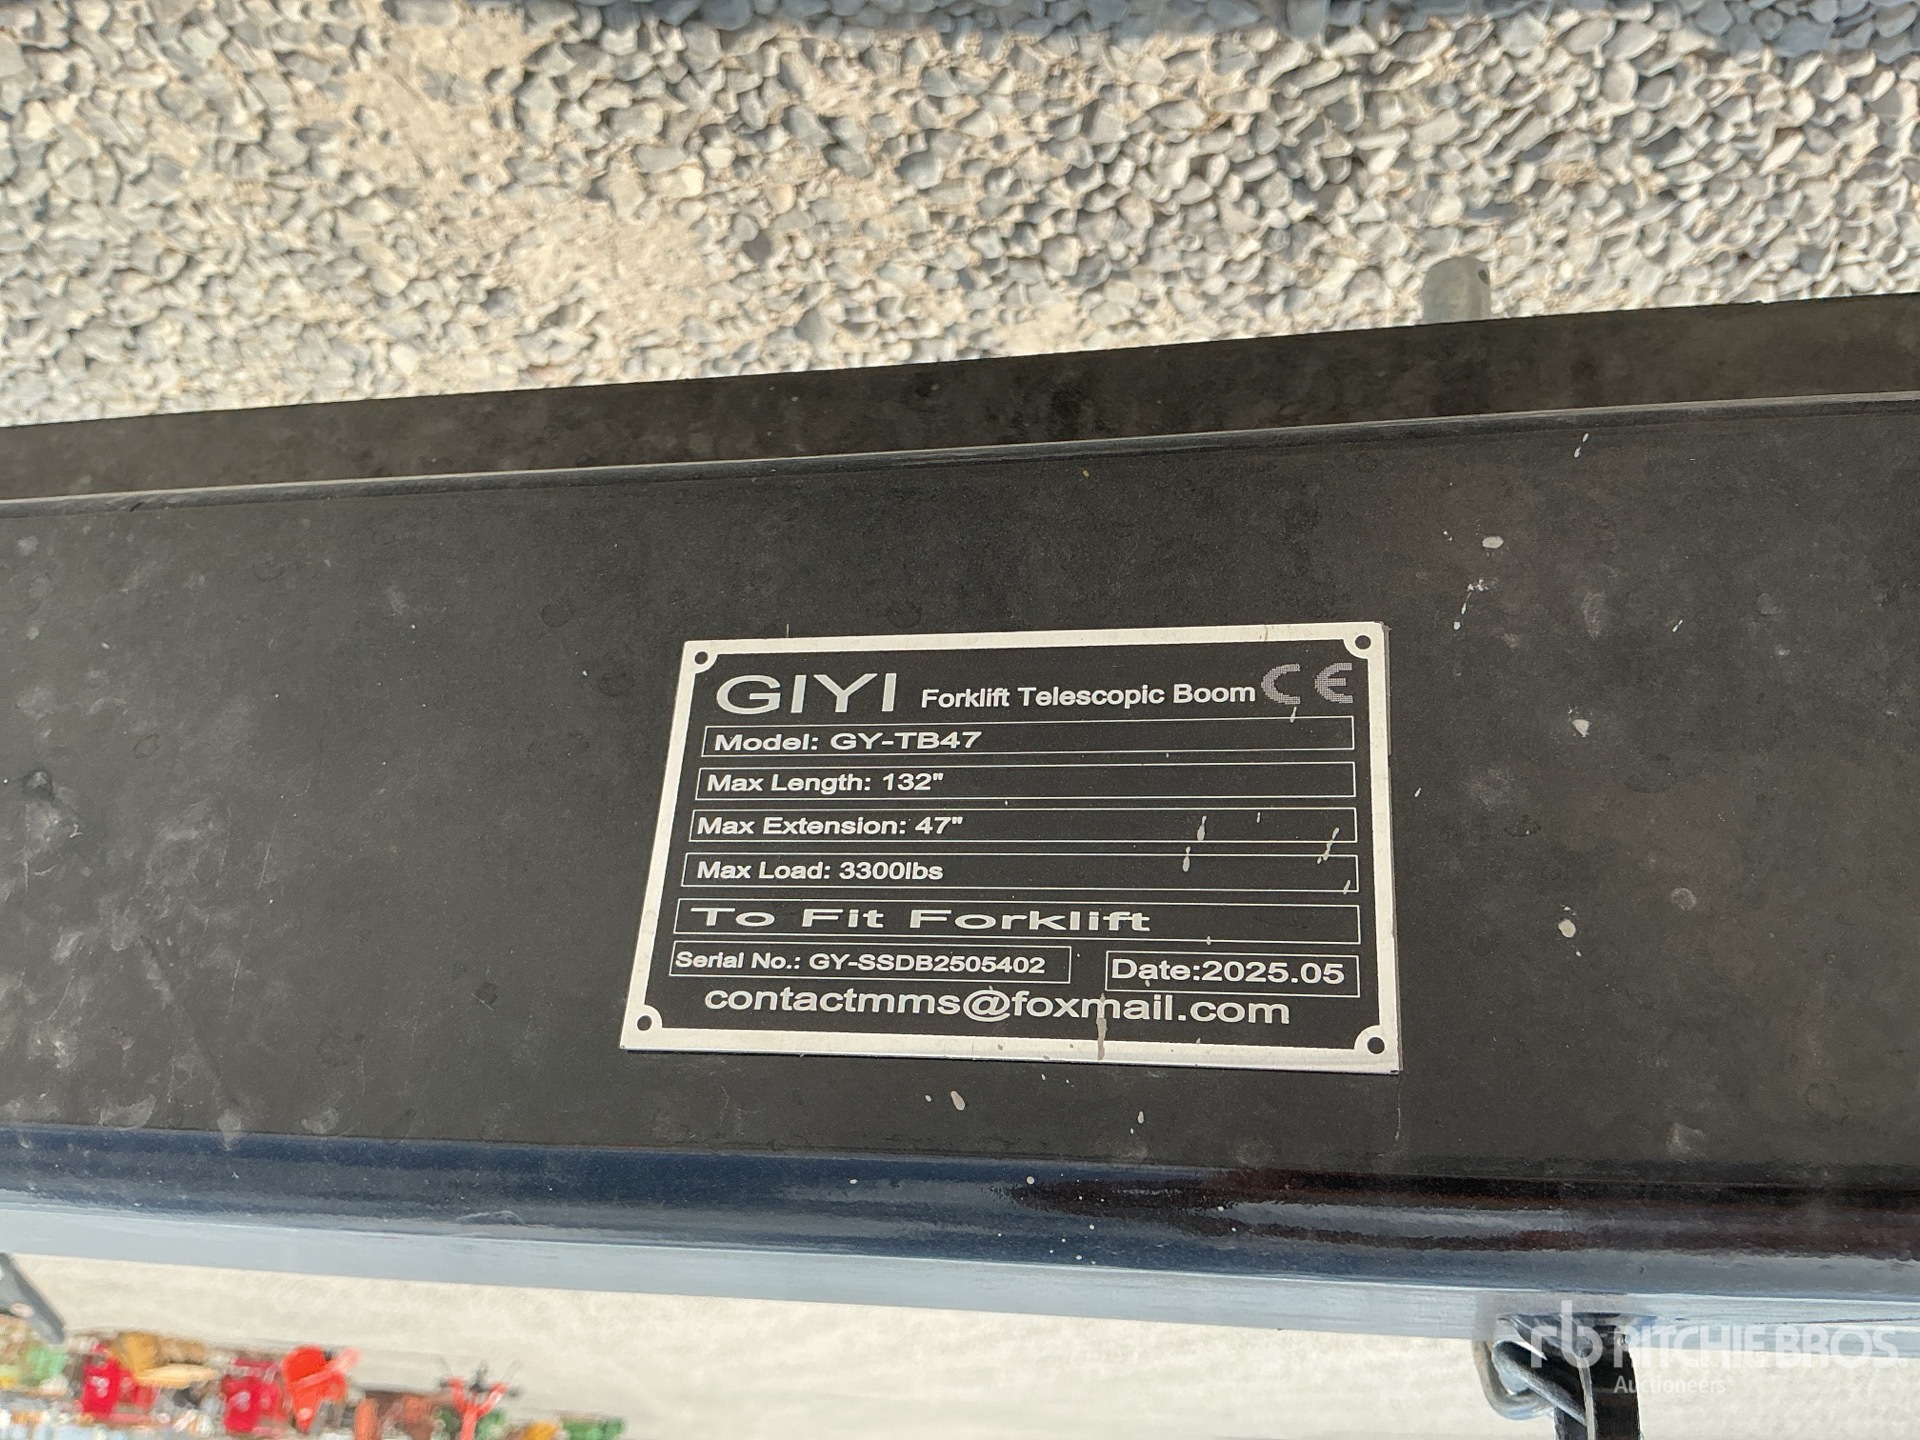 GIYI Forklift Telescopic Boom CE
Model: GY-TB47
Max Length: 132"
Max Extension: 47"
Max Load: 3300lbs
To Fit Forklift
Serial No.: GY-SSDB2505402 Date:2025.05
contactmms@foxmail.com
rb RITCHIE BROS.
Auctioneers